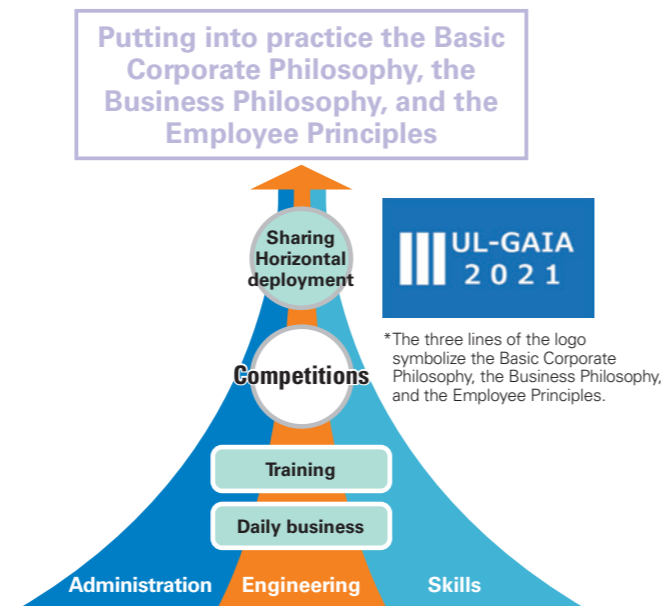 Putting into practice the Basic
Corporate Philosophy, the
Business Philosophy, and the
Employee Principles
Sharing
Horizontal
deployment
UL-GAIA
2021
*The three lines of the logo
symbolize the Basic Corporate
Philosophy, the Business Philosophy,
and the Employee Principles.
Competitions
Training
Daily business
Administration
Engineering
Skills